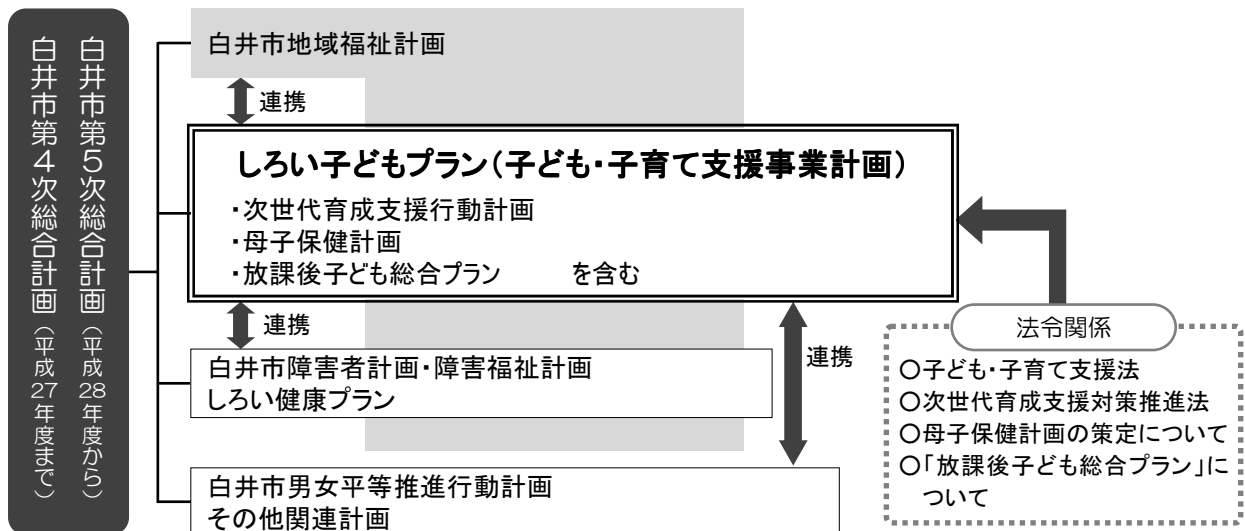 白井市第５次総合計画（平成28年度から）
白井市第４次総合計画（平成27年度まで）
白井市地域福祉計画
連携
しろい子どもプラン（子ども・子育て支援事業計画）
・次世代育成支援行動計画
・母子保健計画
・放課後子ども総合プラン　　　を含む
連携
白井市障害者計画・障害福祉計画
しろい健康プラン
連携
白井市男女平等推進行動計画
その他関連計画
法令関係
○子ども・子育て支援法
○次世代育成支援対策推進法
○母子保健計画の策定について
○「放課後子ども総合プラン」に
ついて